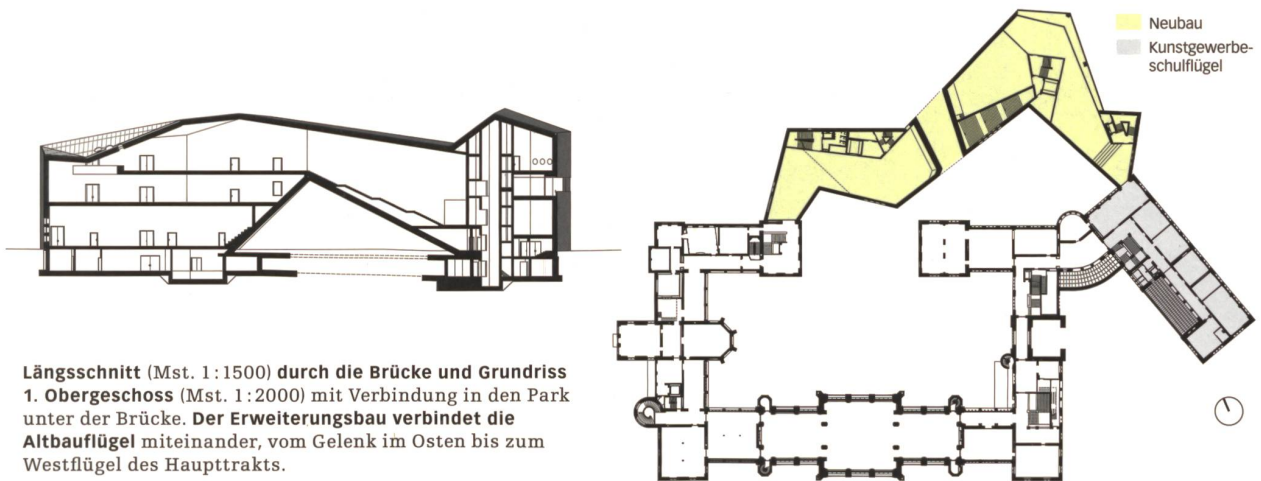 Neubau
Kunstgewerbe-
schulflügel
Längsschnitt (Mst. 1:1500) durch die Brücke und Grundriss
1. Obergeschoss (Mst. 1:2000) mit Verbindung in den Park
unter der Brücke. Der Erweiterungsbau verbindet die
Altbauflügel miteinander, vom Gelenk im Osten bis zum
Westflügel des Haupttrakts.